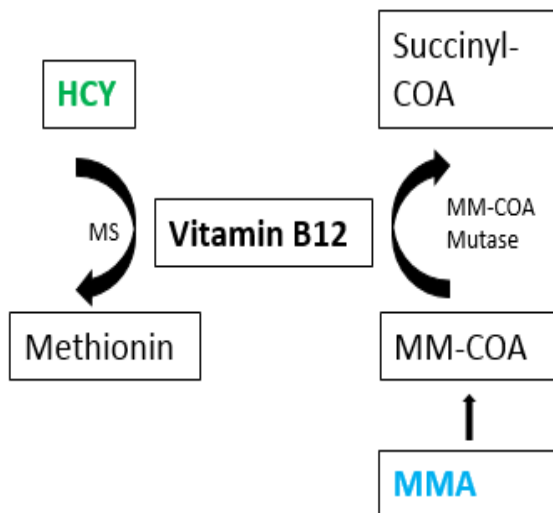 HCY
MS
Methionin
Vitamin B12
Succinyl-
COA
MM-COA
Mutase
MM-COA
MMA